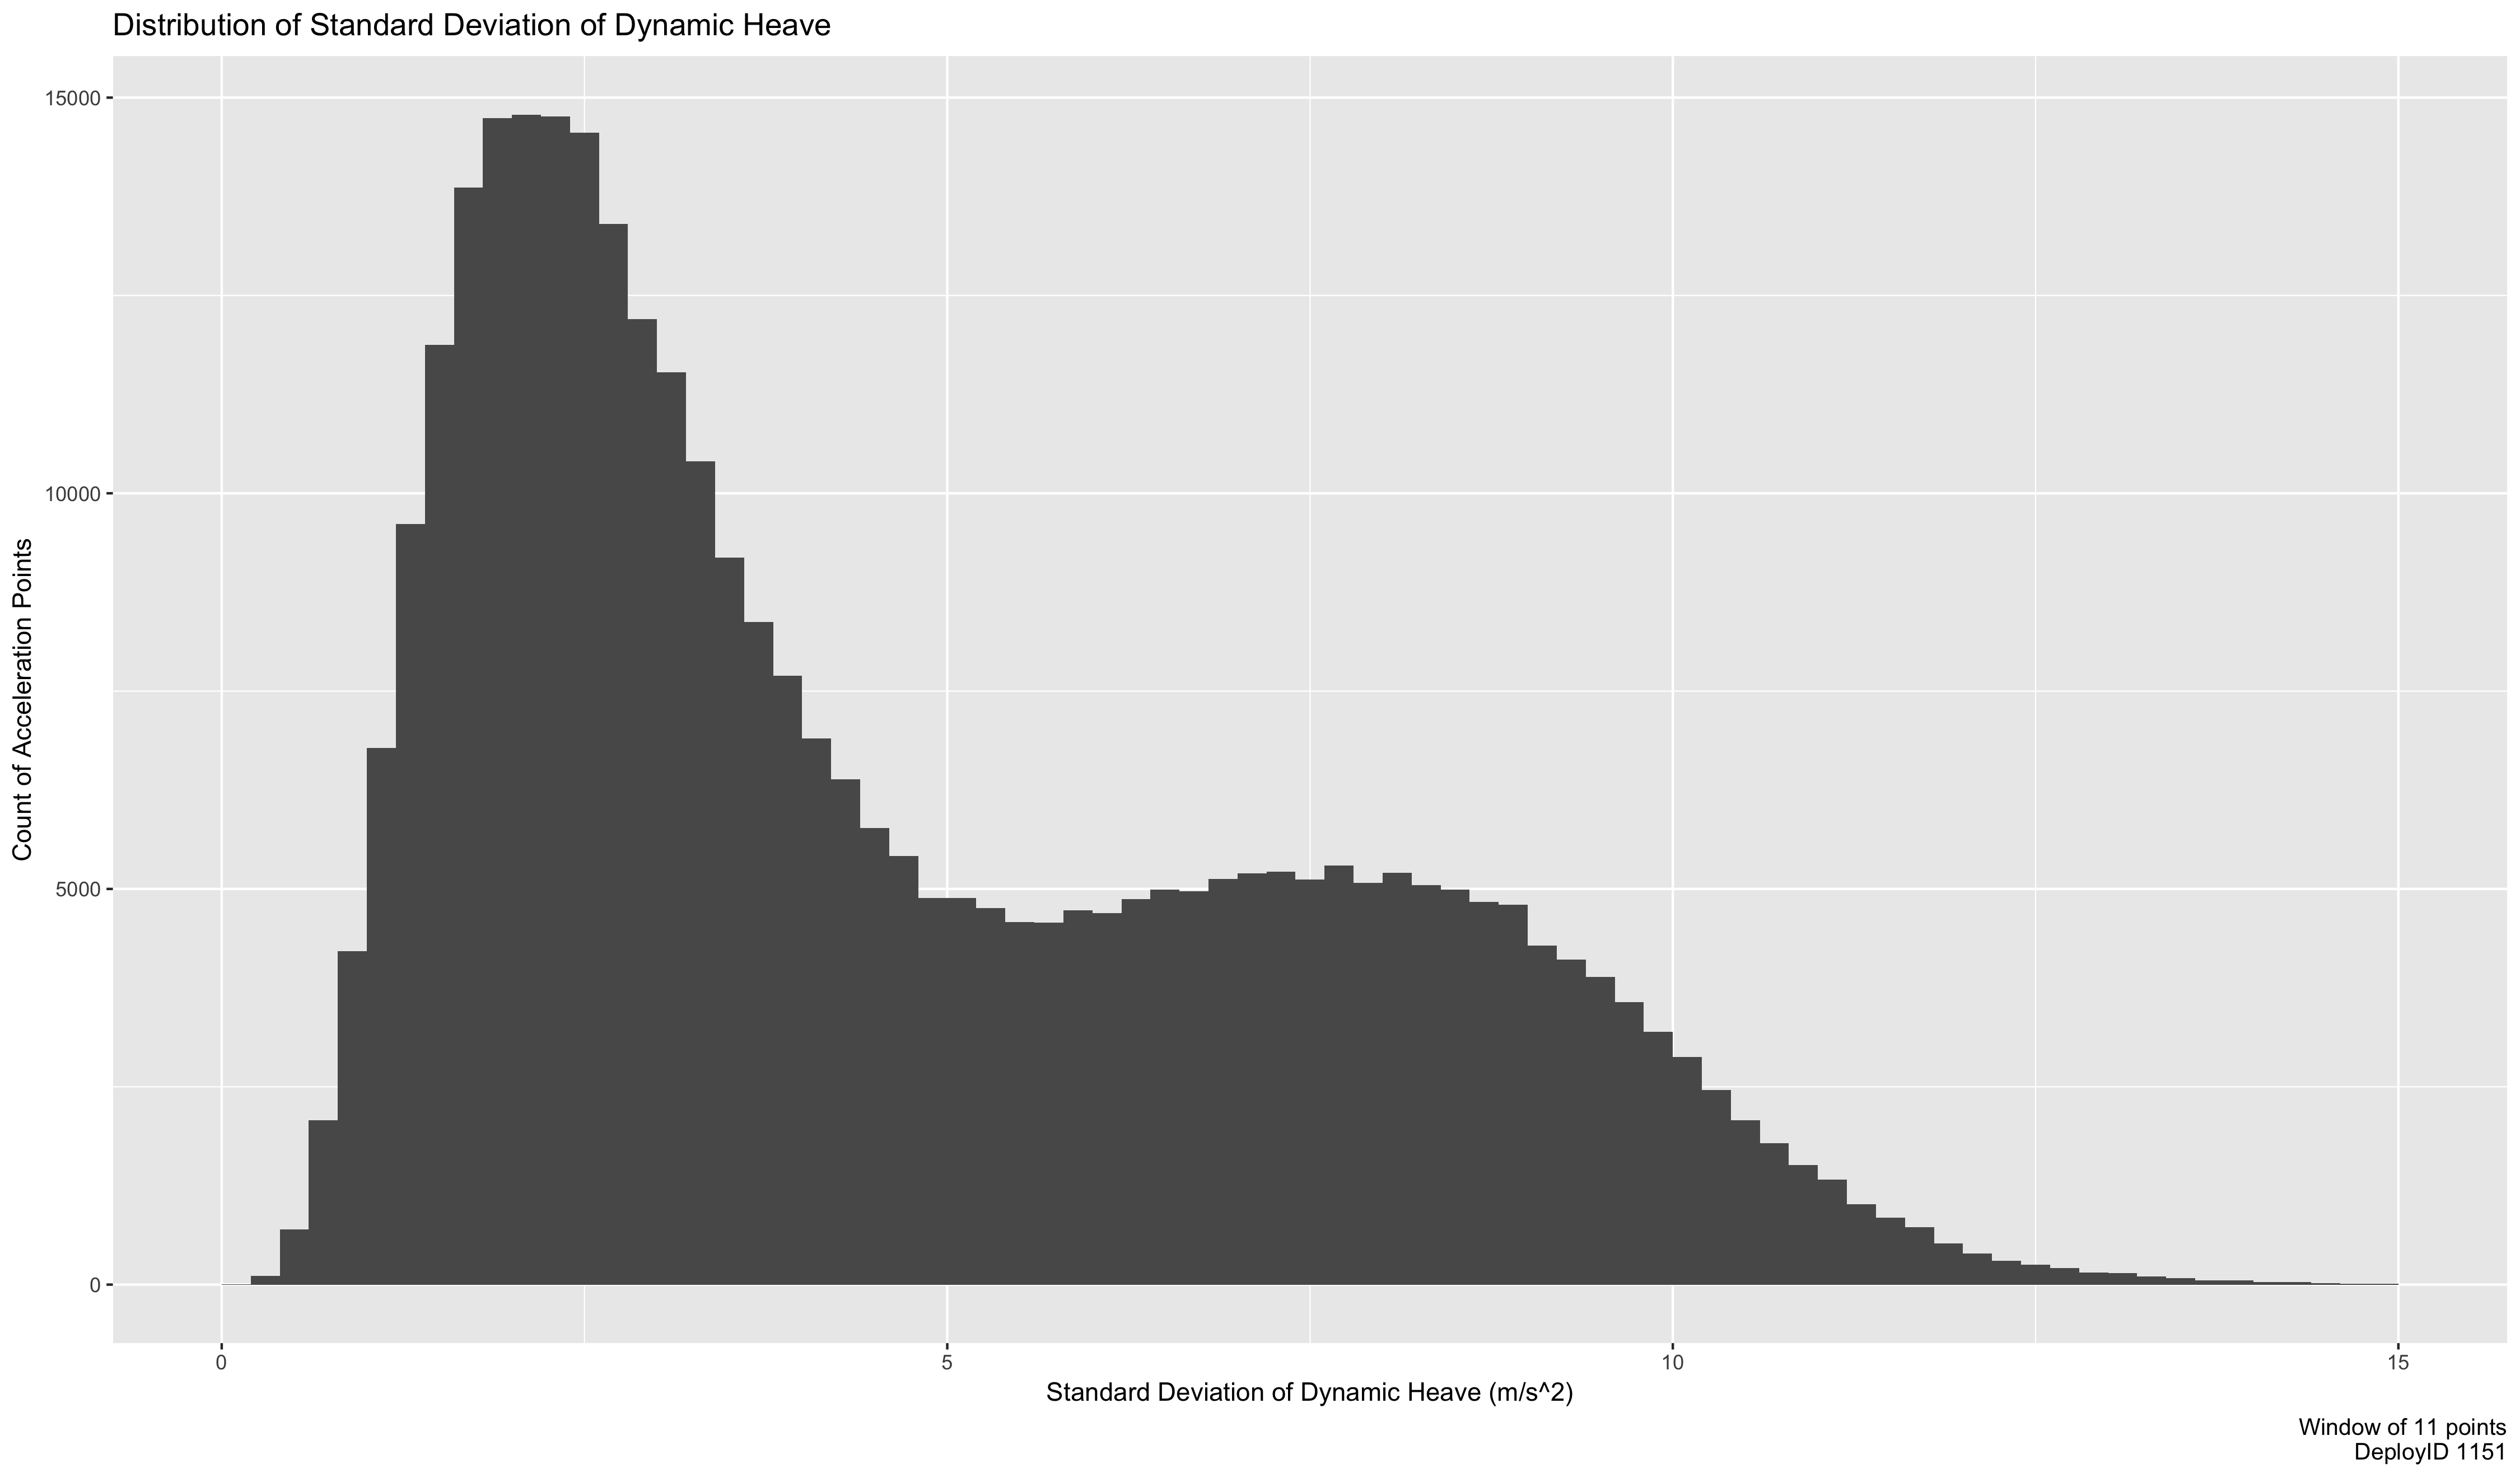 Distribution of Standard Deviation of Dynamic Heave
Count of Acceleration Points
15000
10000
5000
0
0 5 10 15
Standard Deviation of Dynamic Heave (m/s^2)
Window of 11 points
DeployID 1151